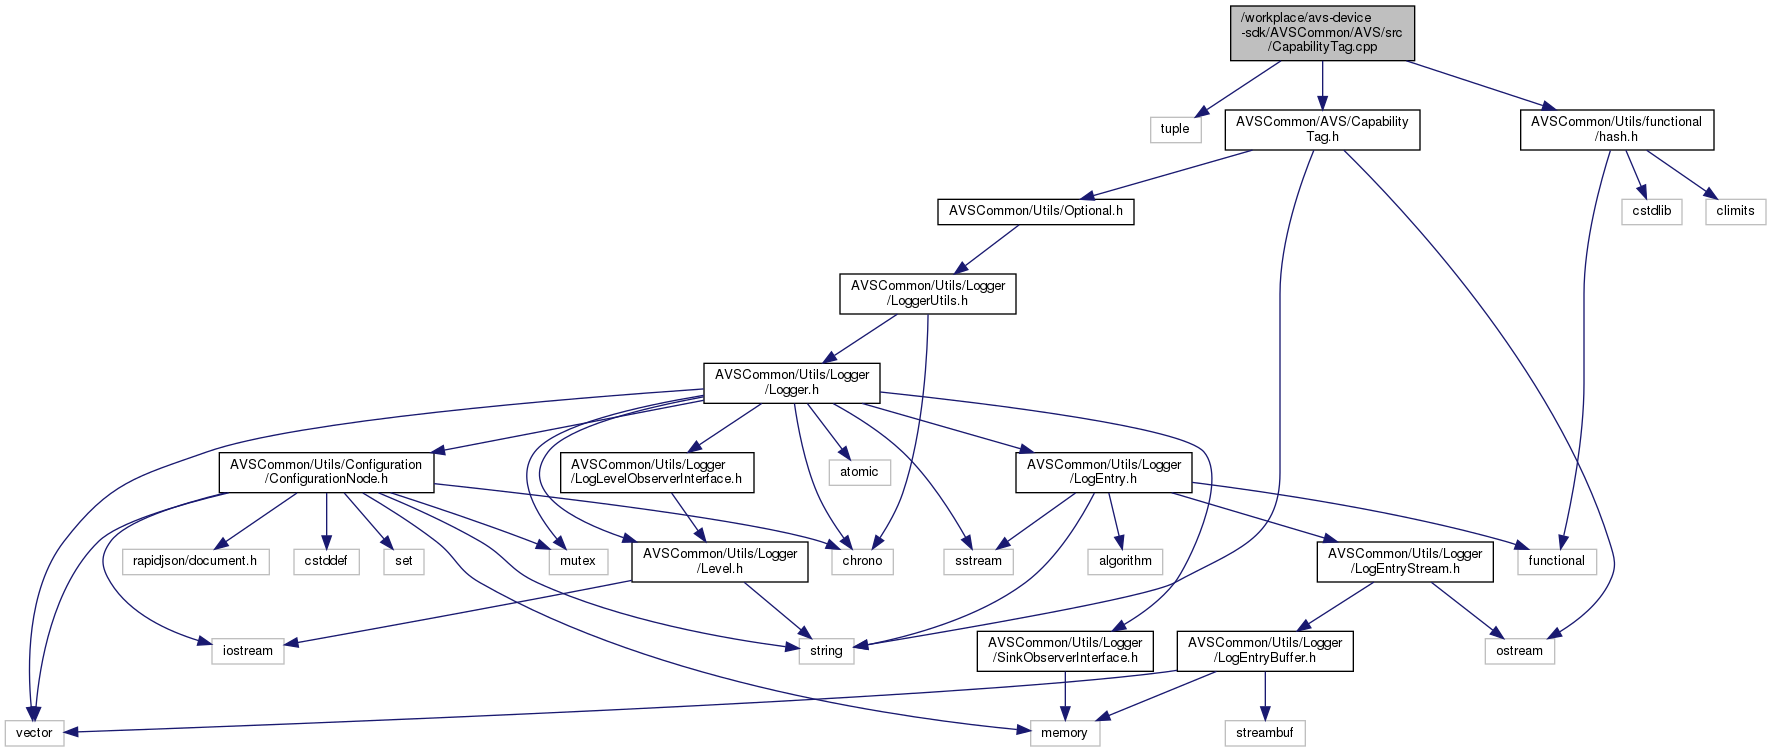 /workplace/avs-device
-sdk/AVSCommon/AVS/src
/CapabilityTag.cpp
tuple
AVSCommon/AVS/Capability
Tag.h
AVSCommon/Utils/functional
/hash.h
AVSCommon/Utils/Optional.h
cstdlib
climits
AVSCommon/Utils/Logger
/LoggerUtils.h
AVSCommon/Utils/Logger
/Logger.h
AVSCommon/Utils/Configuration
/ConfigurationNode.h
AVSCommon/Utils/Logger
/LogLevelObserverInterface.h
atomic
AVSCommon/Utils/Logger
/LogEntry.h
rapidjson/document.h
cstddef
set
mutex
AVSCommon/Utils/Logger
/Level.h
chrono
sstream
algorithm
AVSCommon/Utils/Logger
/LogEntryStream.h
functional
iostream
string
AVSCommon/Utils/Logger
/SinkObserverInterface.h
AVSCommon/Utils/Logger
/LogEntryBuffer.h
ostream
vector
memory
streambuf